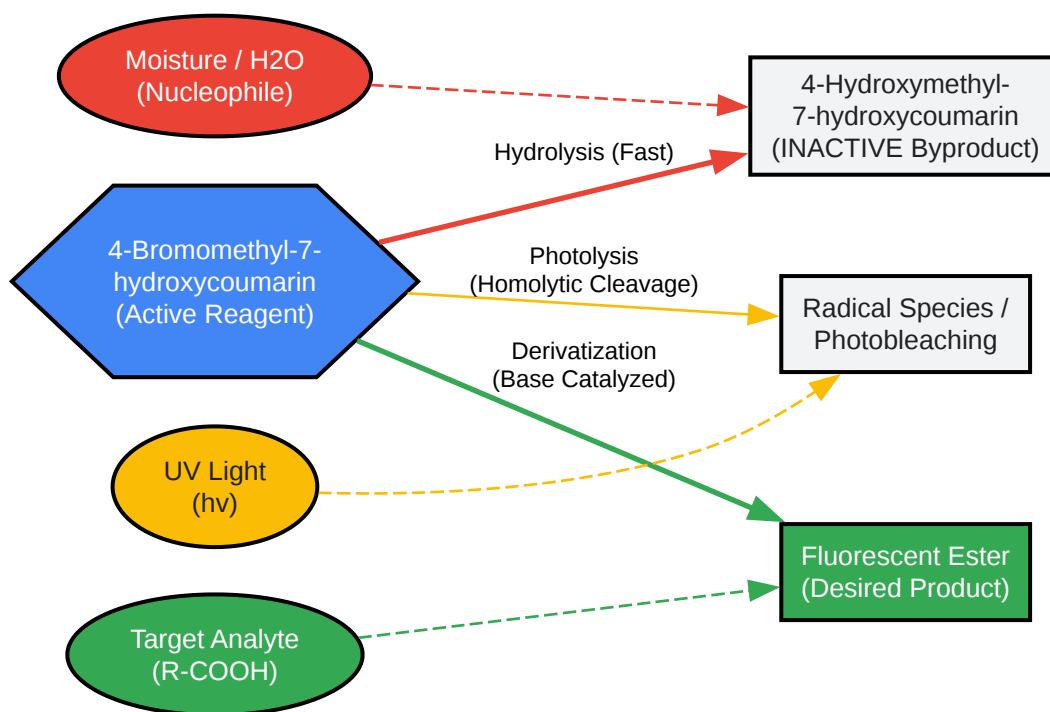 Moisture / H2O
(Nucleophile)
4-Hydroxymethyl-
7-hydroxycoumarin
(INACTIVE Byproduct)
Hydrolysis (Fast)
4-Bromomethyl-7-
hydroxycoumarin
(Active Reagent)
Photolysis
(Homolytic Cleavage)
Radical Species /
Photobleaching
Derivatization
(Base Catalyzed)
UV Light
(hv)
Fluorescent Ester
(Desired Product)
Target Analyte
(R-COOH)